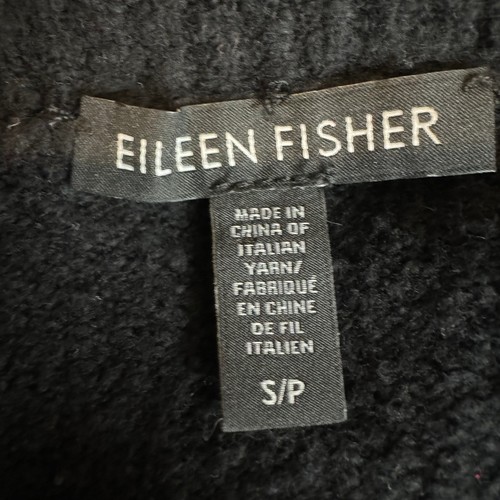 EILEEN FISHER
MADE IN
CHINA OF
ITALIAN
YARN/
FABRIQUÉ
EN CHINE
DE FIL
ITALIEN
S/P